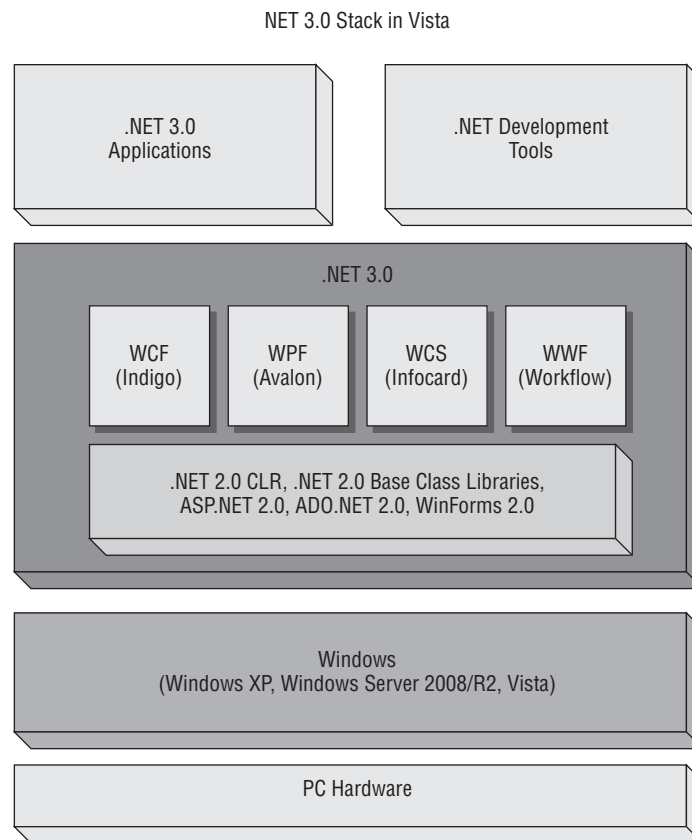 NET 3.0 Stack in Vista
.NET 3.0
Applications
.NET Development
Tools
.NET 3.0
WCF
(Indigo)
WPF
(Avalon)
WCS
(Infocard)
WWF
(Workflow)
.NET 2.0 CLR, .NET 2.0 Base Class Libraries,
ASP.NET 2.0, ADO.NET 2.0, WinForms 2.0
Windows
(Windows XP, Windows Server 2008/R2, Vista)
PC Hardware